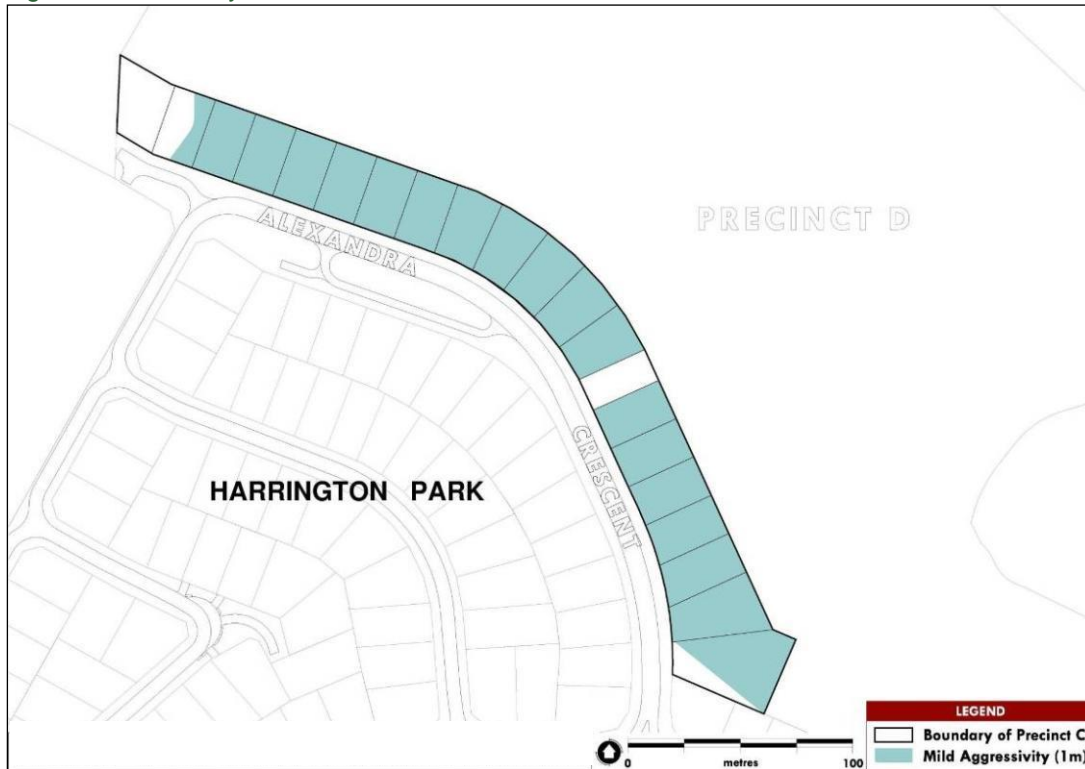 PRECINCT D
ALEXANDRA
CRESCENT
HARRINGTON PARK
LEGEND
Boundary of Precinct C
Mild Aggressivity (1m)
0 metres 100